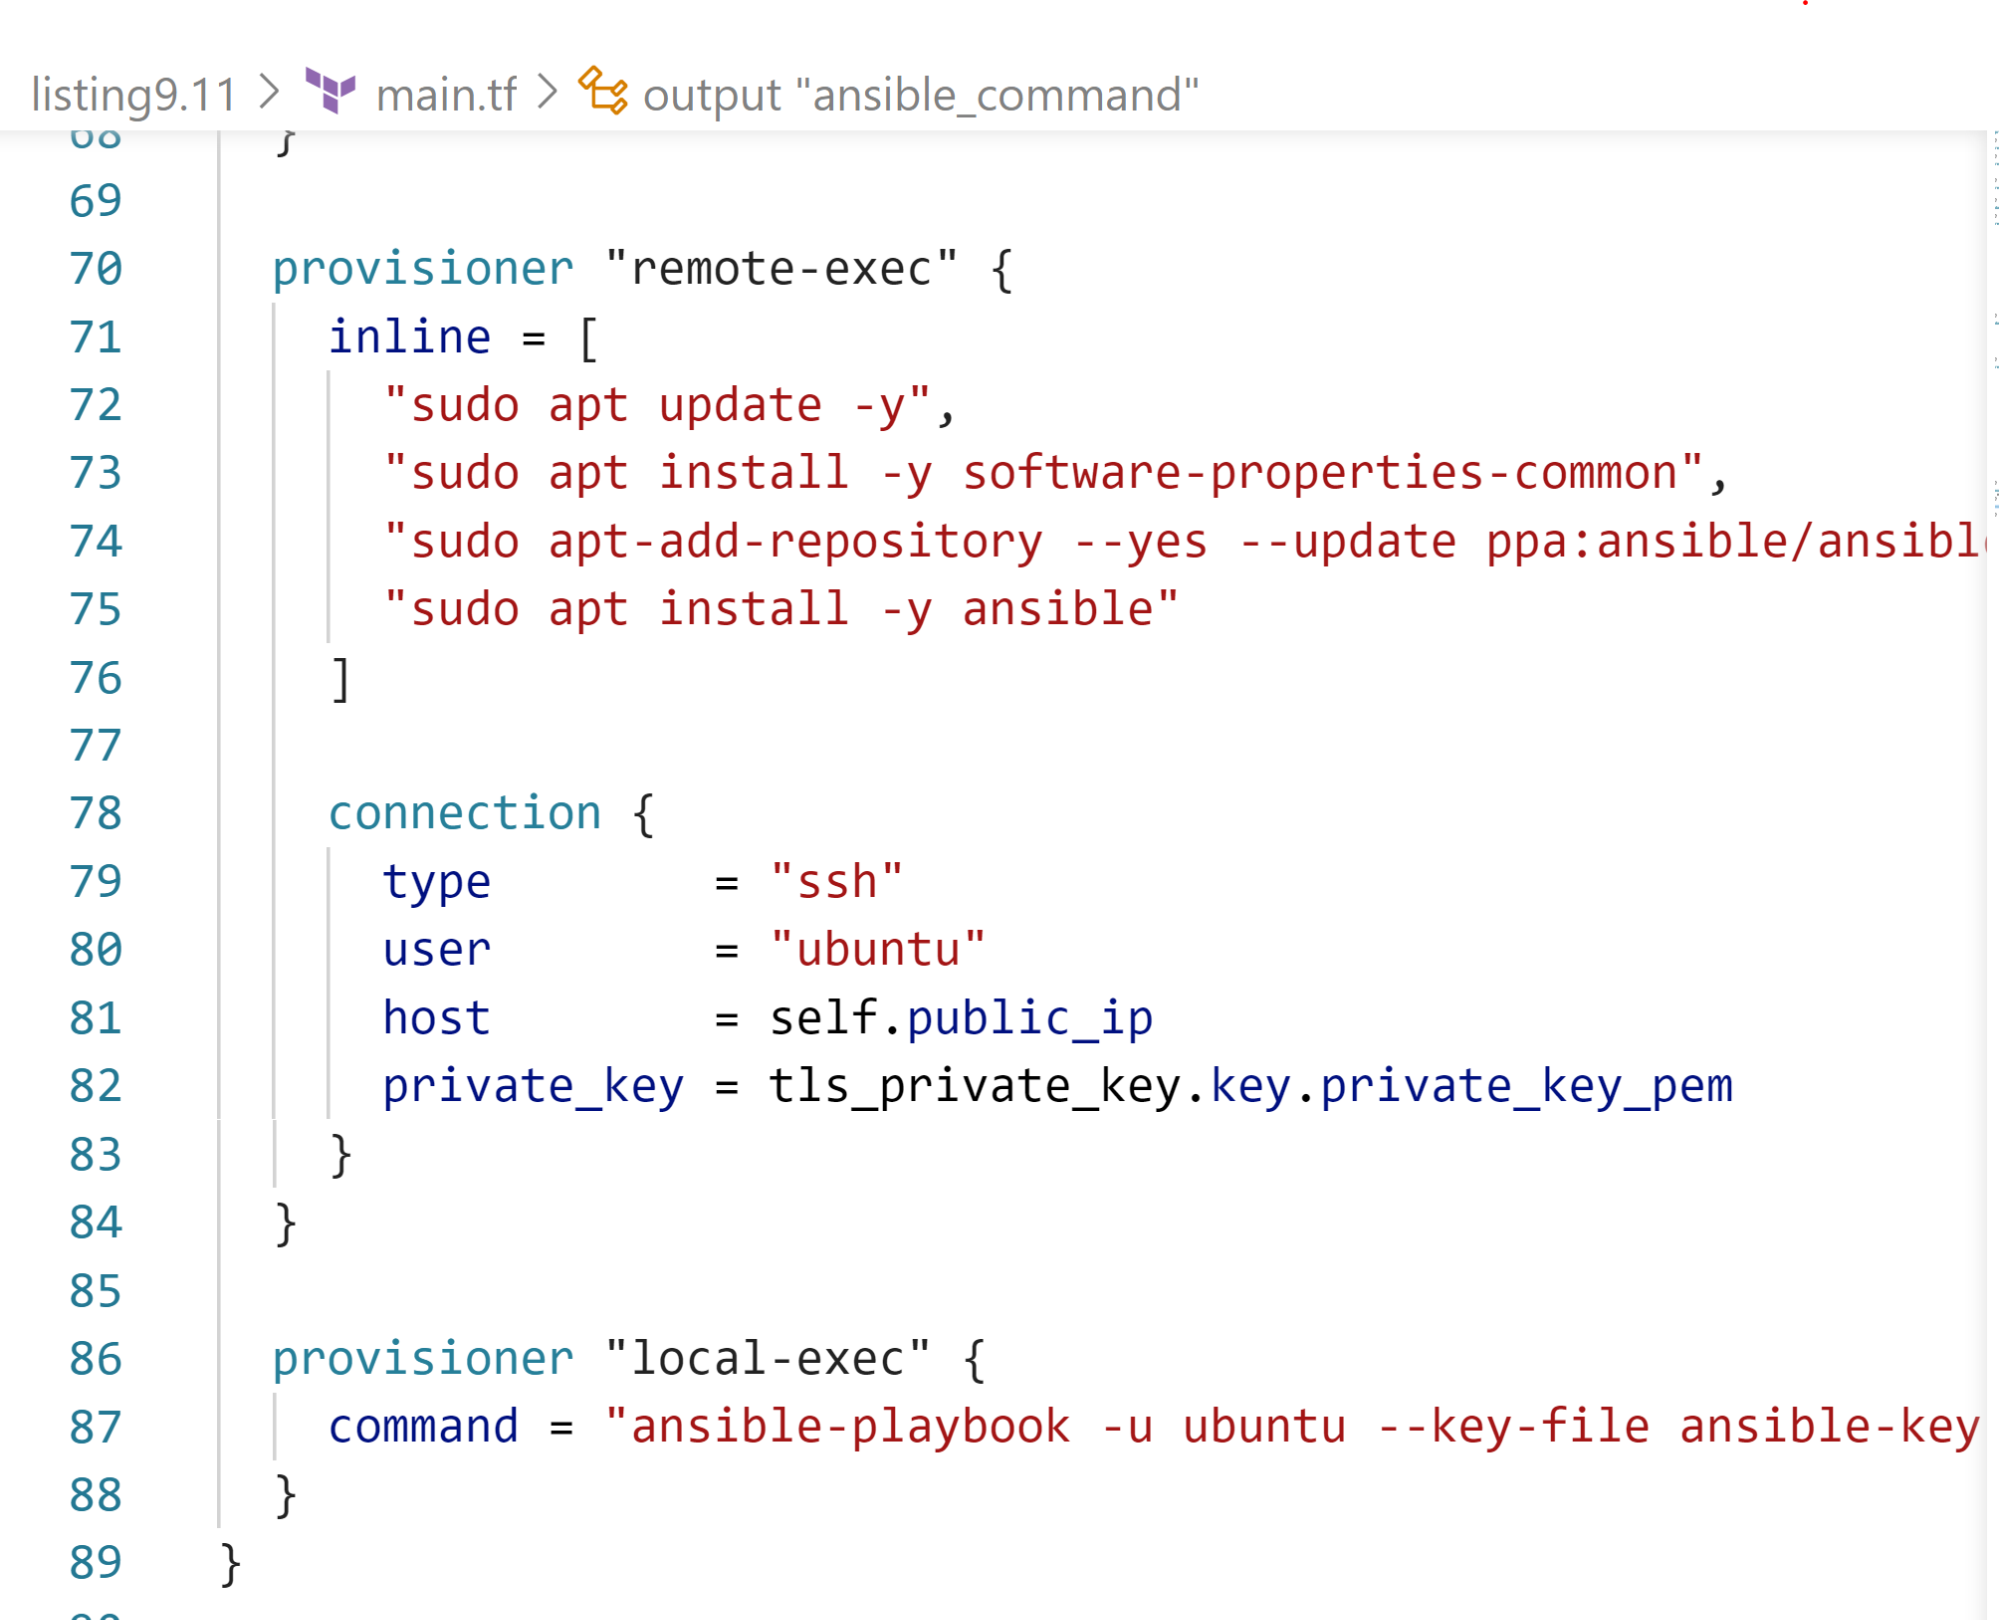 listing9.11 > main.tf > output "ansible_command"
68 }
69
70 provisioner "remote-exec" {
71 inline = [
72 "sudo apt update -y",
73 "sudo apt install -y software-properties-common",
74 "sudo apt-add-repository --yes --update ppa:ansible/ansible
75 "sudo apt install -y ansible"
76 ]
77
78 connection {
79 type = "ssh"
80 user = "ubuntu"
81 host = self.public_ip
82 private_key = tls_private_key.key.private_key_pem
83 }
84 }
85
86 provisioner "local-exec" {
87 command = "ansible-playbook -u ubuntu --key-file ansible-key
88 }
89 }